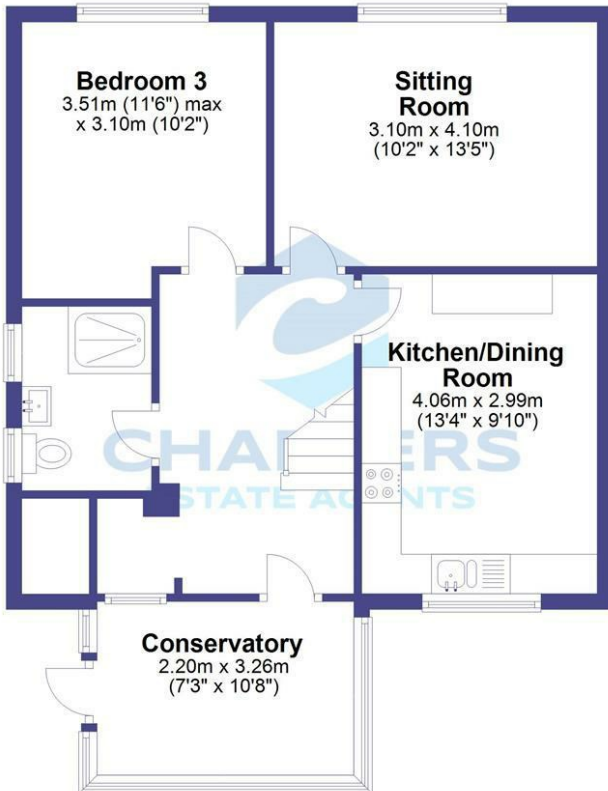 Bedroom 3
3.51m (11'6") max
x 3.10m (10'2")
Sitting
Room
3.10m x 4.10m
(10'2" x 13'5")
Kitchen/Dining
Room
4.06m x 2.99m
(13'4" x 9'10")
ESTATE AGENTS
Conservatory
2.20m x 3.26m
(7'3" x 10'8")